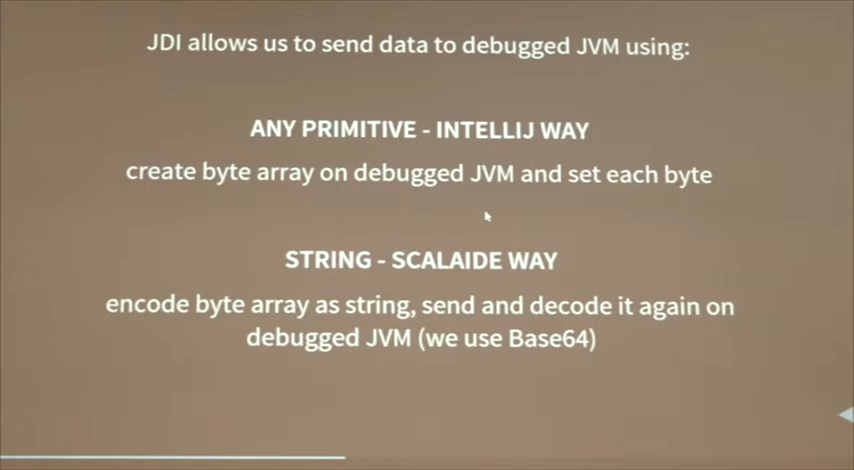 JDI allows us to send data to debugged JVM using:
ANY PRIMITIVE - INTELLIJ WAY
create byte array on debugged JVM and set each byte
STRING - SCALAIDE WAY
encode byte array as string, send and decode it again on
debugged JVM (we use Base64)